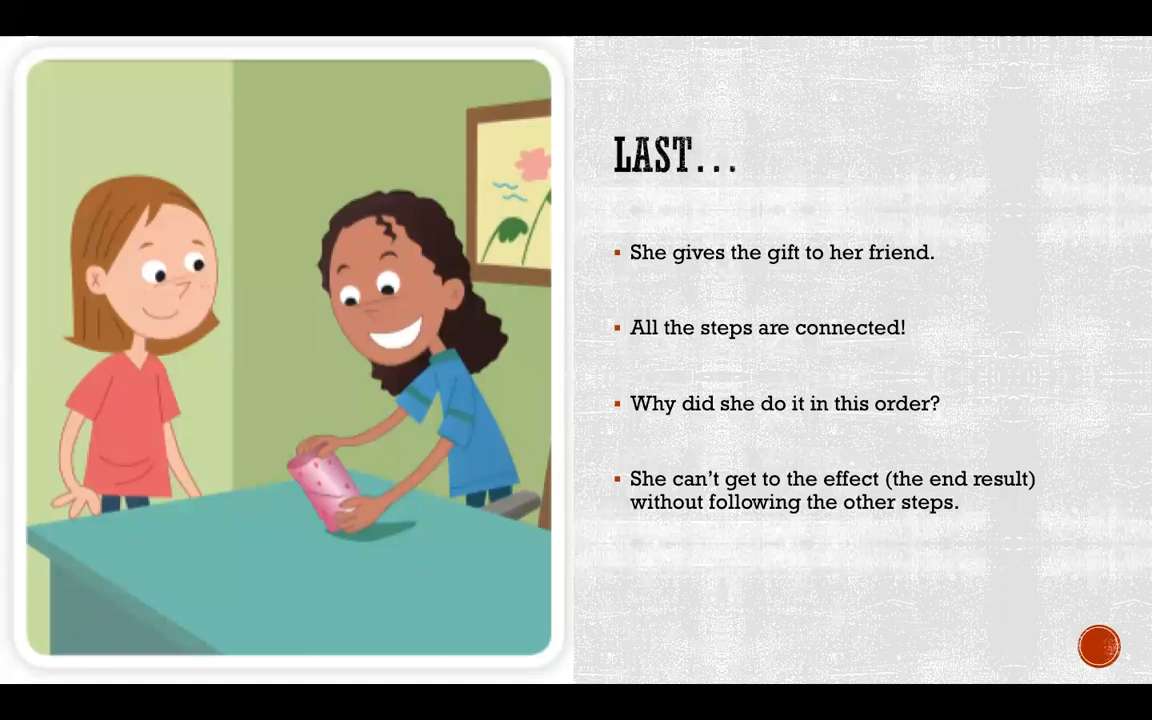 LAST...
▪ She gives the gift to her friend.
▪ All the steps are connected!
▪ Why did she do it in this order?
▪ She can't get to the effect (the end result)
without following the other steps.